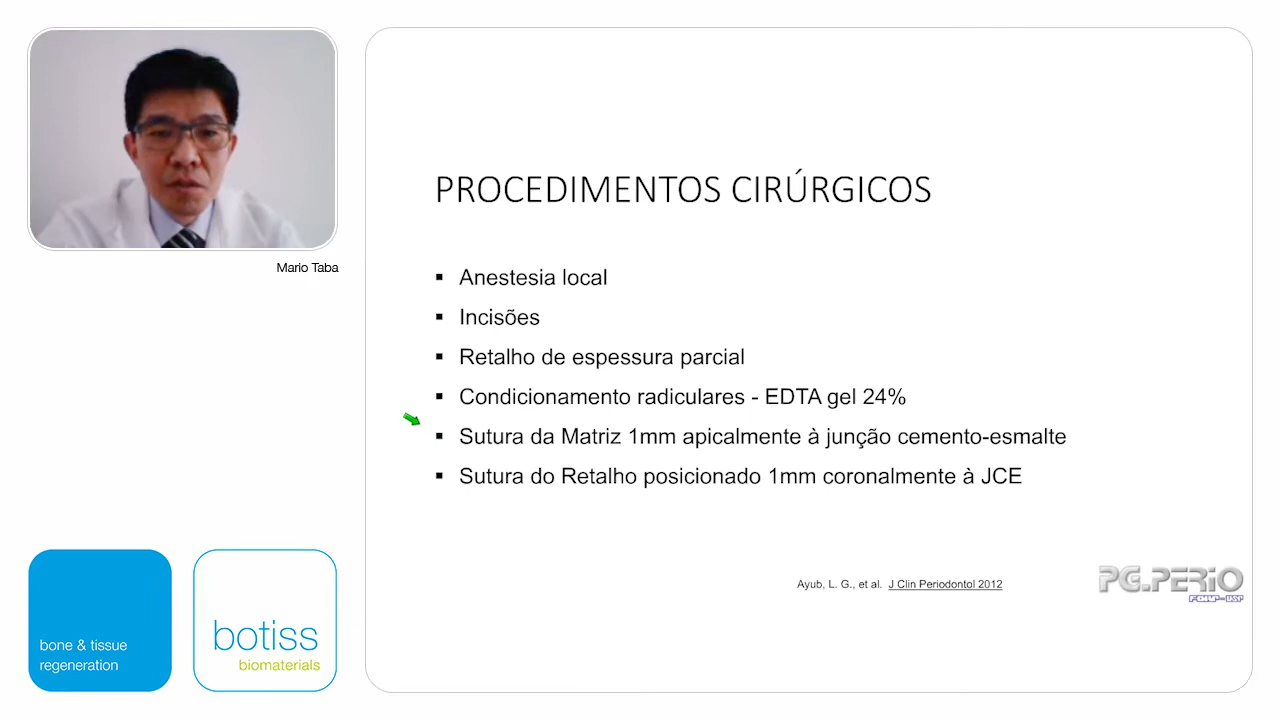 Mario Taba
PROCEDIMENTOS CIRÚRGICOS
Anestesia local
Incisões
Retalho de espessura parcial
Condicionamento radiculares - EDTA gel 24%
Sutura da Matriz 1mm apicalmente à junção cemento-esmalte
Sutura do Retalho posicionado 1mm coronalmente à JCE
Ayub, L. G., et al. J Clin Periodontol 2012
PG.PERiO
FORP-USP
bone & tissue
regeneration
botiss
biomaterials